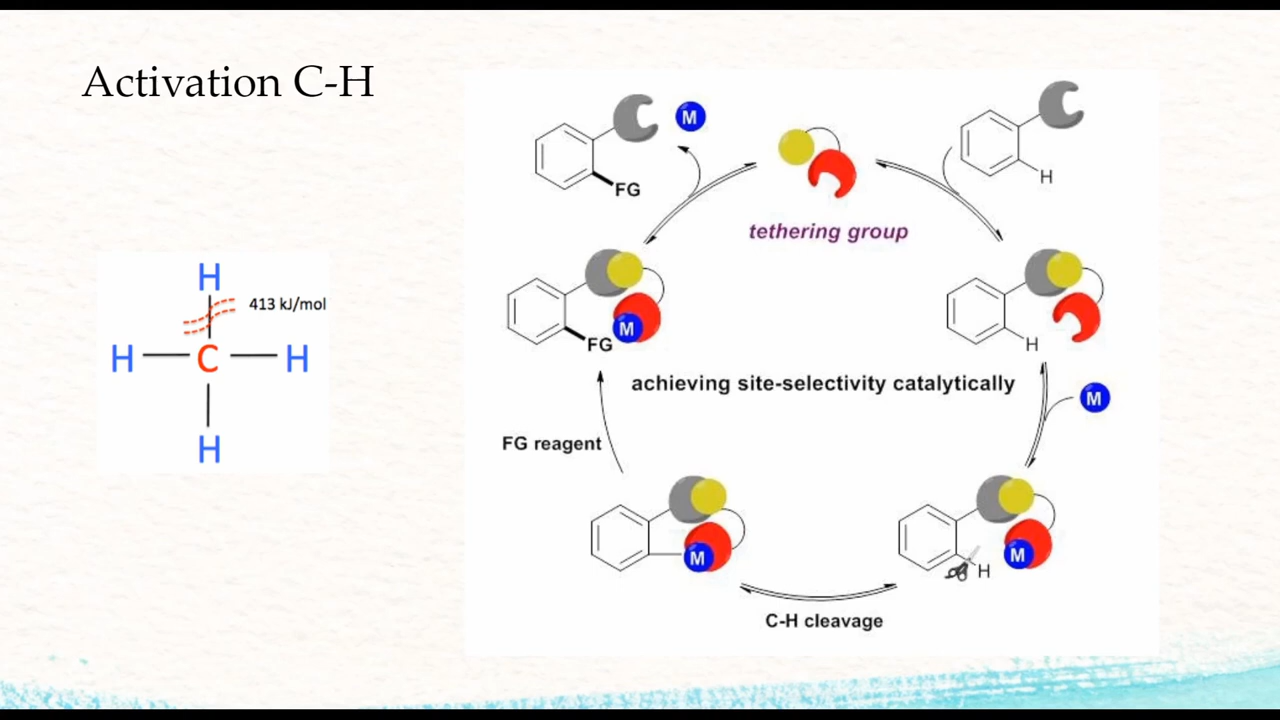 Activation C-H
H
413 kJ/mol
H
C
H
H
M
FG
H
tethering group
M
FG
H
achieving site-selectivity catalytically
M
FG reagent
M
M
H
C-H cleavage